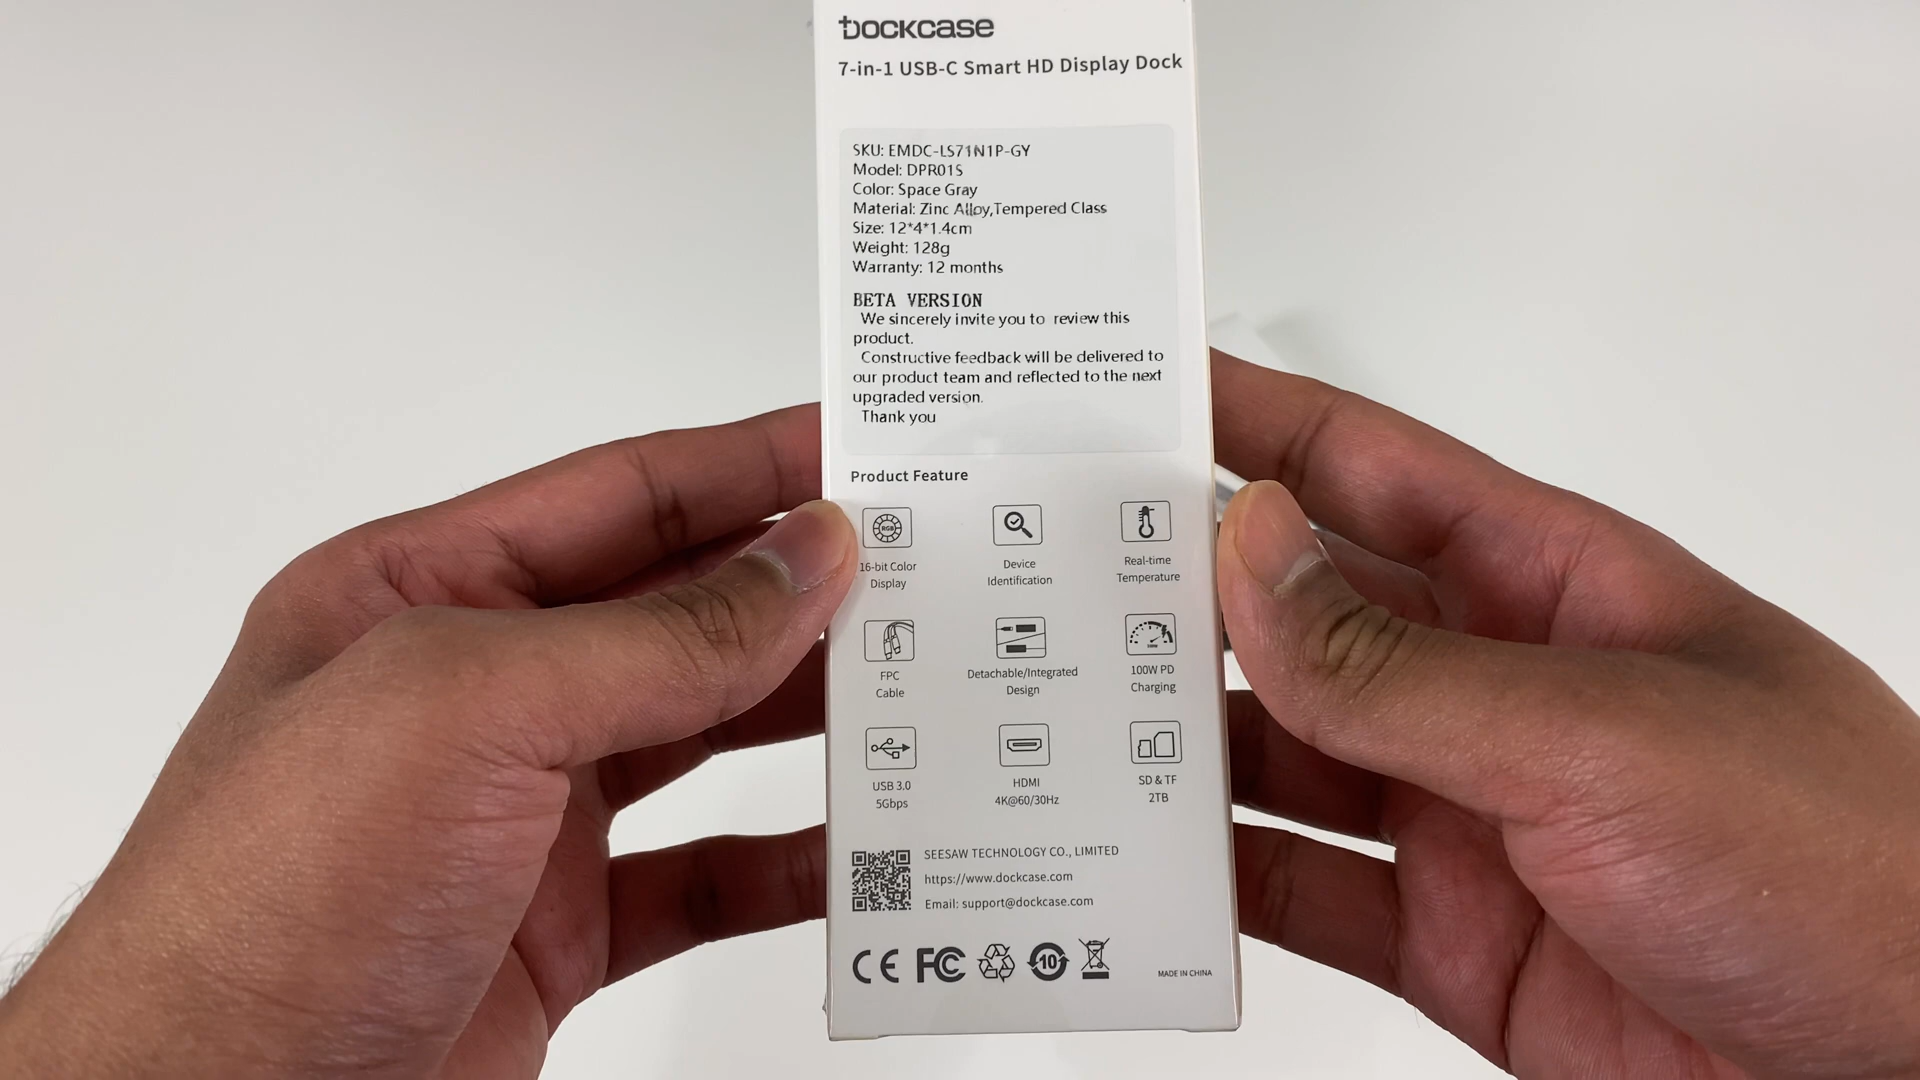 Dockcase
7-in-1 USB-C Smart HD Display Dock
SKU: EMDC-LS71N1P-GY
Model: DPR01S
Color: Space Gray
Material: Zinc Alloy,Tempered Class
Size: 12*4*1.4cm
Weight: 128g
Warranty: 12 months
BETA VERSION
We sincerely invite you to review this
product.
Constructive feedback will be delivered to
our product team and reflected to the next
upgraded version.
Thank you
Product Feature
RGB
16-bit Color
Display
Device
Identification
Real-time
Temperature
FPC
Cable
Detachable/Integrated
Design
100W PD
Charging
USB 3.0
5Gbps
HDMI
4K@60/30Hz
SD & TF
2TB
SEESAW TECHNOLOGY CO., LIMITED
https://www.dockcase.com
Email: support@dockcase.com
CE FC 10
MADE IN CHINA